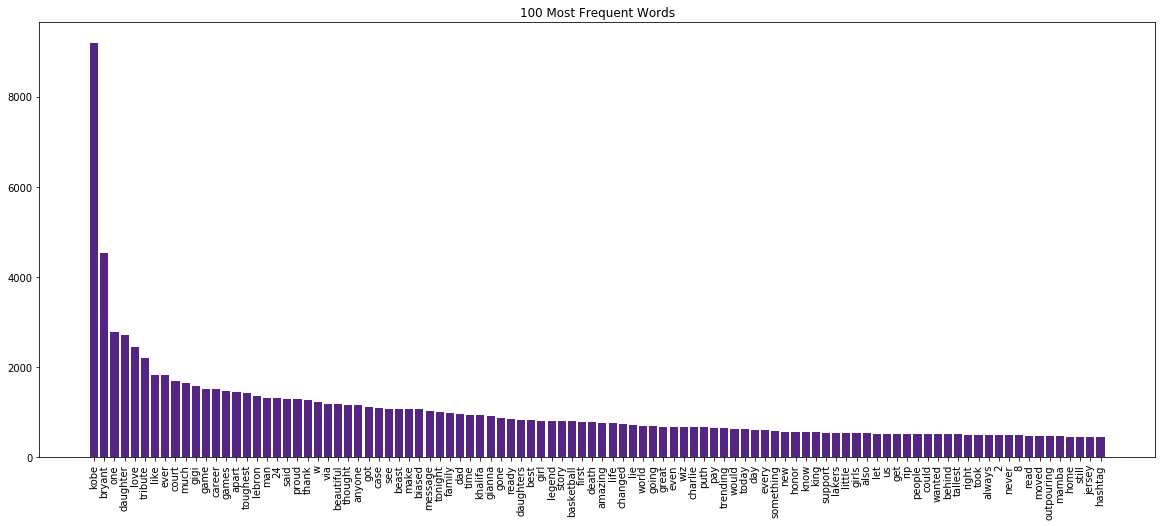 100 Most Frequent Words
8000
6000
4000
2000
0
kobe
bryant
one
daughter
love
tribute
like
ever
court
much
gigi
game
career
games
apart
toughest
lebron
man
24
said
proud
thank
w
via
beautiful
thought
anyone
got
case
see
beast
make
biased
message
tonight
family
dad
time
khalifa
gianna
gone
ready
daughters
best
girl
legend
story
basketball
first
death
amazing
life
changed
lie
world
going
great
even
wiz
charlie
puth
pay
trending
would
today
day
every
something
new
honor
know
king
support
lakers
little
girls
also
let
us
get
rip
people
could
wanted
behind
tallest
right
took
always
2
never
8
read
moved
outpouring
mamba
home
still
jersey
hashtag